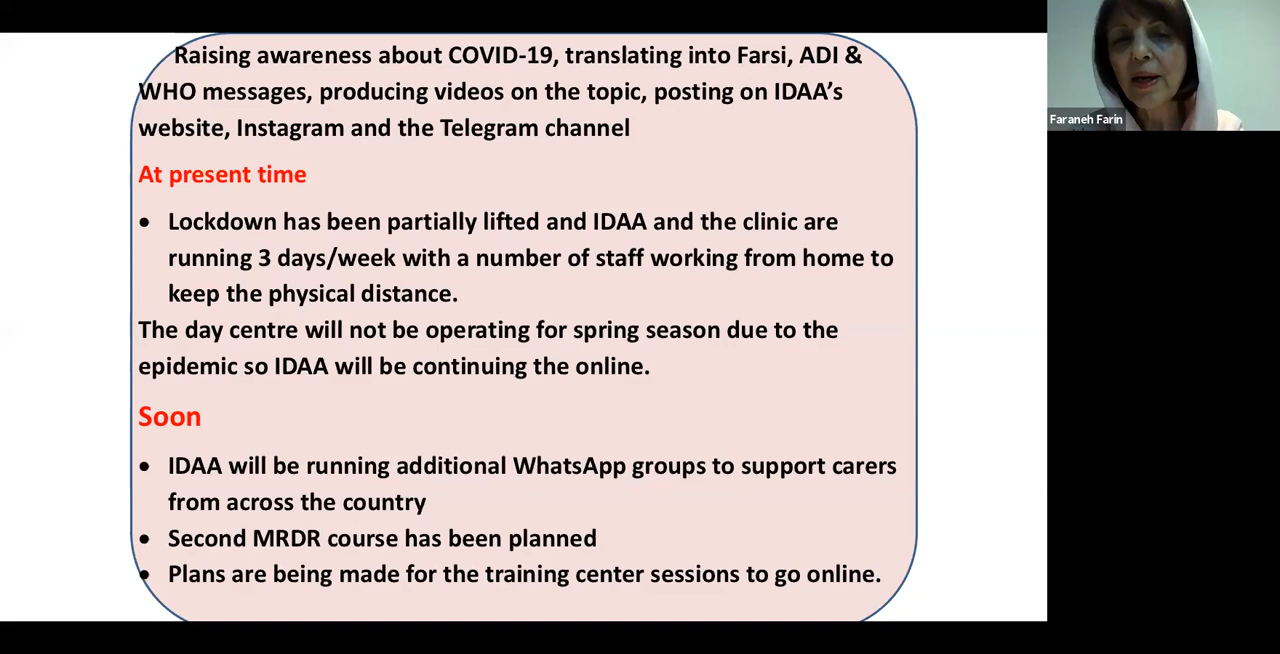 Raising awareness about COVID-19, translating into Farsi, ADI &
WHO messages, producing videos on the topic, posting on IDAA’s
website, Instagram and the Telegram channel
At present time
• Lockdown has been partially lifted and IDAA and the clinic are
running 3 days/week with a number of staff working from home to
keep the physical distance.
The day centre will not be operating for spring season due to the
epidemic so IDAA will be continuing the online.
Soon
• IDAA will be running additional WhatsApp groups to support carers
from across the country
• Second MRDR course has been planned
• Plans are being made for the training center sessions to go online.
Faraneh Farin